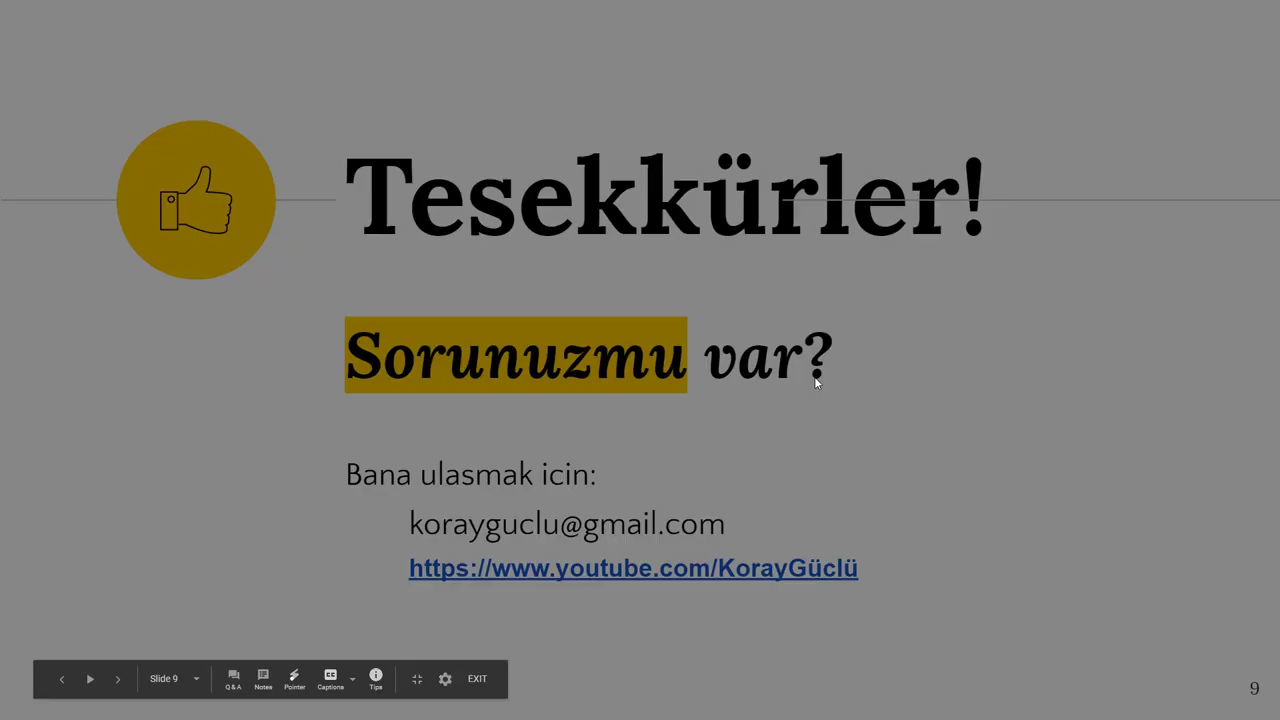 Tesekkürler!
Sorunuzmu var?
Bana ulasmak icin:
korayguclu@gmail.com
https://www.youtube.com/KorayGüclü
Slide 9
Q & A
Notes
Pointer
CC
Captions
Tips
EXIT
9